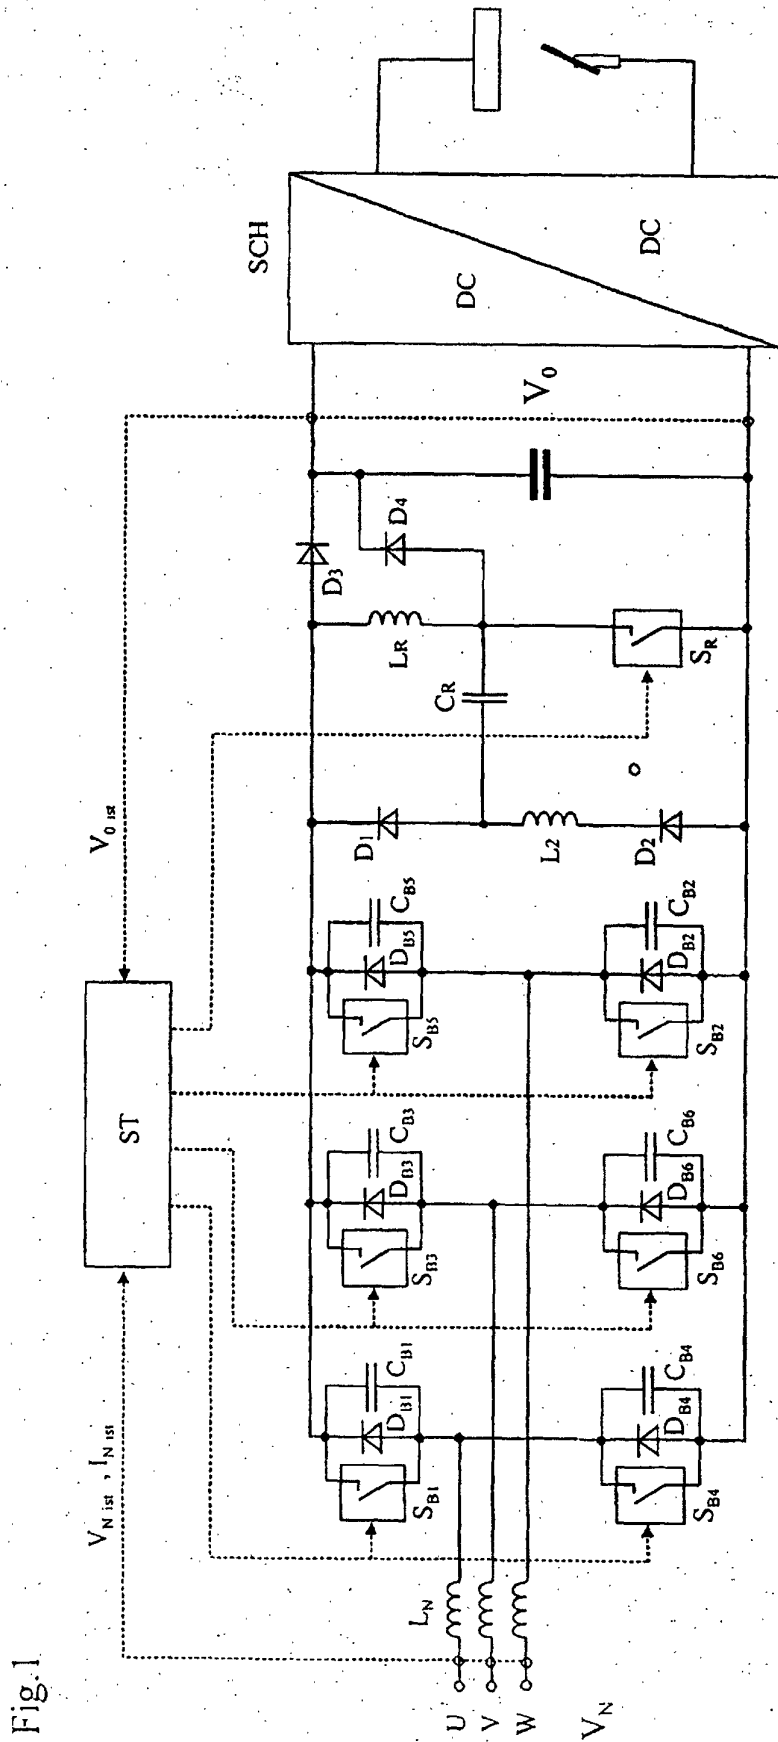 Fig.1
V_N ist , I_N ist
ST
V_0 ist
SCH
DC
DC
V_0
D_4
D_3
L_R
C_R
S_R
D_1
L_2
D_2
C_B5
D_B5
S_B5
C_B2
D_B2
S_B2
C_B3
D_B3
S_B3
C_B6
D_B6
S_B6
C_B1
D_B1
S_B1
C_B4
D_B4
S_B4
L_N
U
V
W
V_N